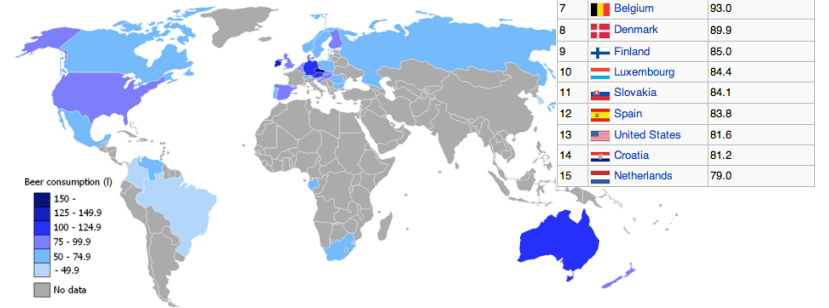 7 Belgium 93.0
8 Denmark 89.9
9 Finland 85.0
10 Luxembourg 84.4
11 Slovakia 84.1
12 Spain 83.8
13 United States 81.6
14 Croatia 81.2
15 Netherlands 79.0
Beer consumption (l)
150 -
125 - 149.9
100 - 124.9
75 - 99.9
50 - 74.9
- 49.9
No data